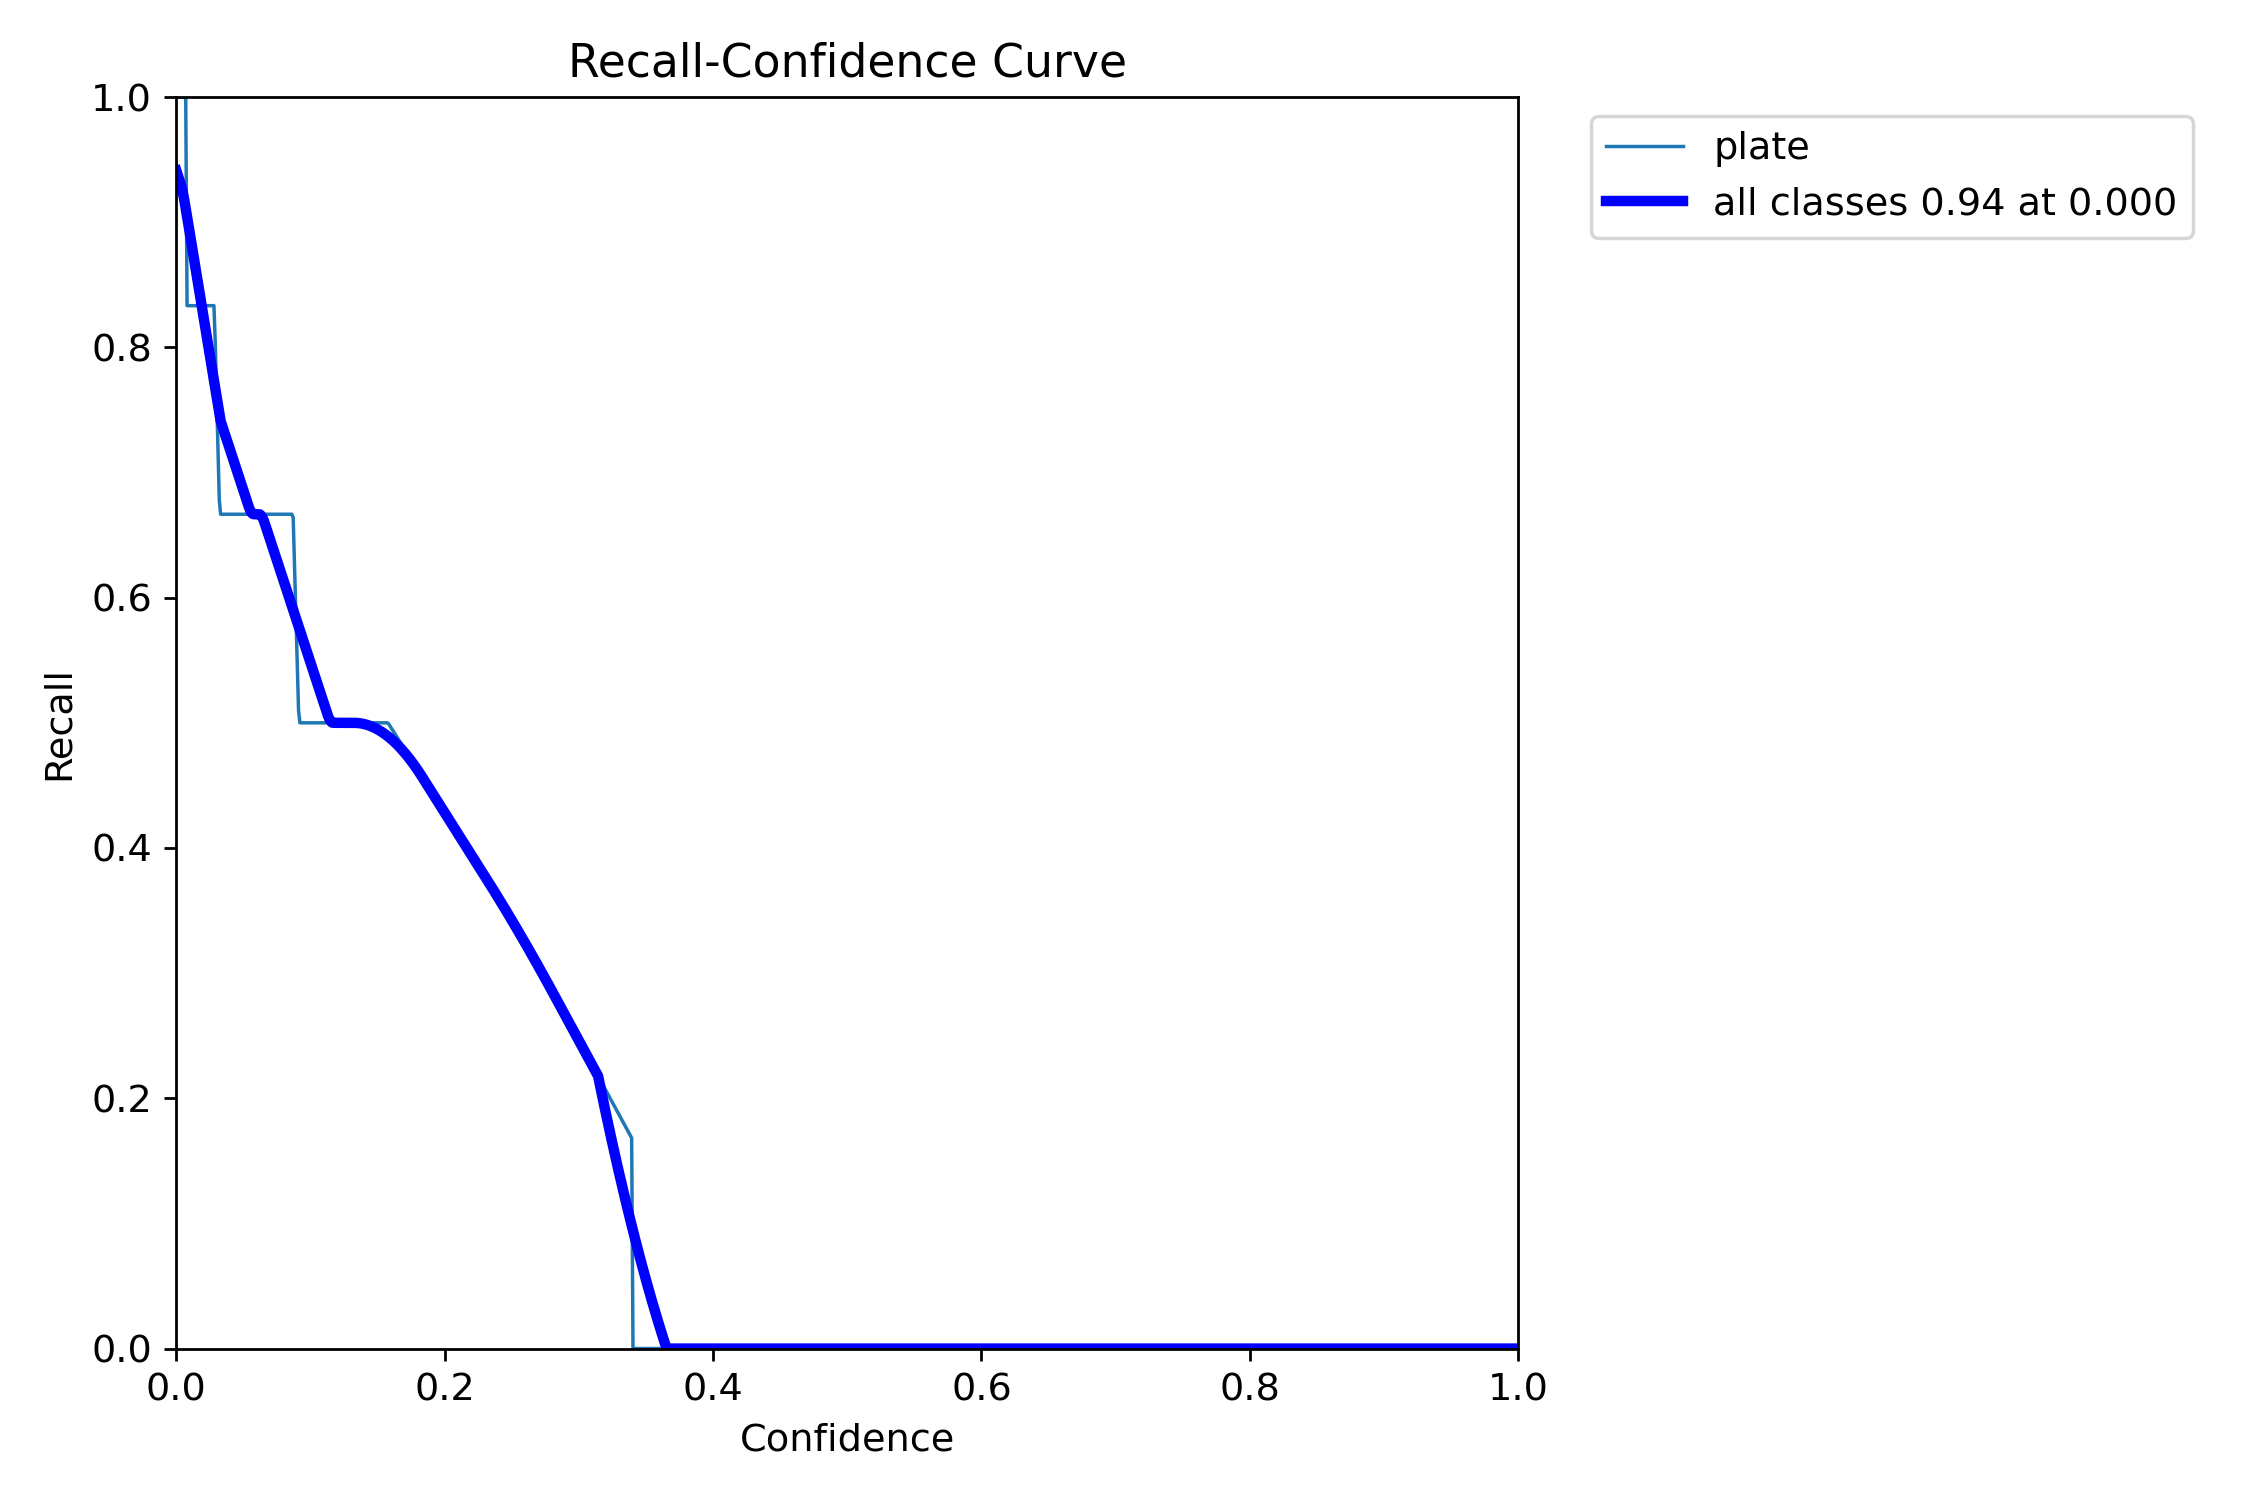 Recall-Confidence Curve
1.0
0.8
0.6
0.4
0.2
0.0
Recall
0.0 0.2 0.4 0.6 0.8 1.0
Confidence
plate
all classes 0.94 at 0.000